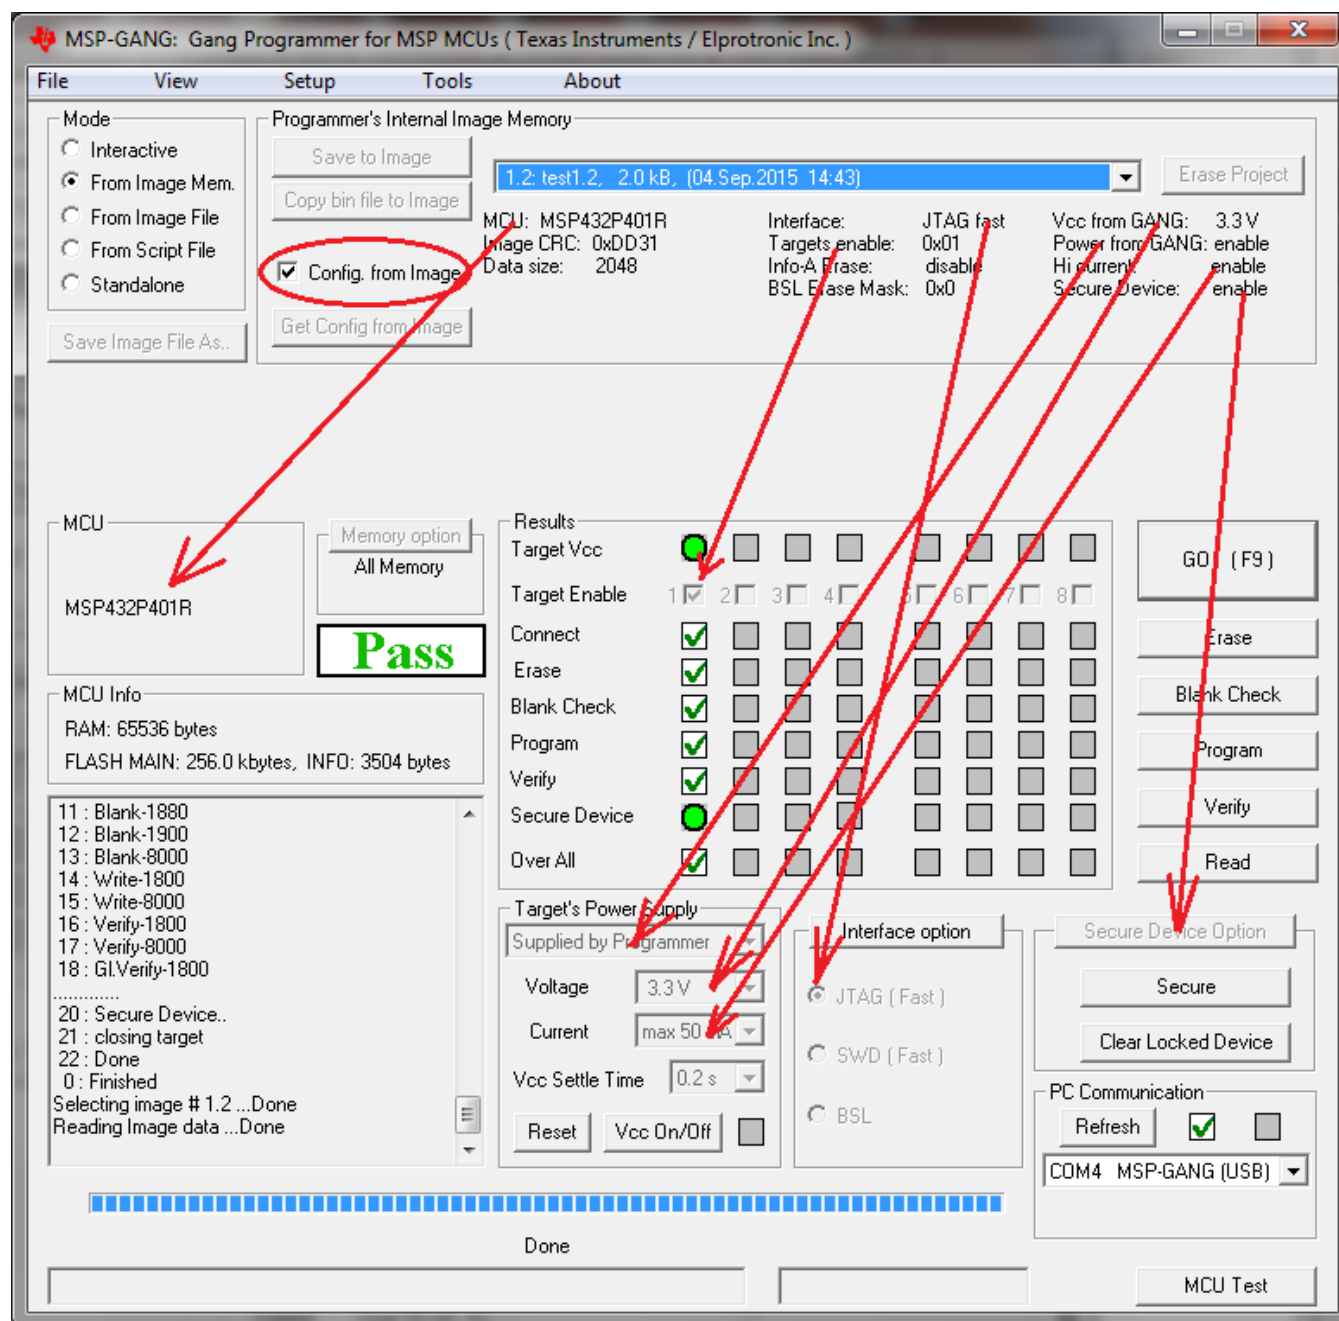 MSP-GANG: Gang Programmer for MSP MCUs ( Texas Instruments / Elprotronic Inc. )
File View Setup Tools About
Mode
Interactive
From Image Mem.
From Image File
From Script File
Standalone
Save Image File As..
Programmer's Internal Image Memory
Save to Image
Copy bin file to Image
Config. from Image
Get Config from Image
1.2: test1.2, 2.0 kB, (04.Sep.2015 14:43)
Erase Project
MCU: MSP432P401R
Image CRC: 0xDD31
Data size: 2048
Interface: JTAG fast
Targets enable: 0x01
Info-A Erase: disable
BSL Erase Mask: 0x0
Vcc from GANG: 3.3 V
Power from GANG: enable
Hi current: enable
Secure Device: enable
MCU
MSP432P401R
Memory option
All Memory
Pass
MCU Info
RAM: 65536 bytes
FLASH MAIN: 256.0 kbytes, INFO: 3504 bytes
11 : Blank-1880
12 : Blank-1900
13 : Blank-8000
14 : Write-1800
15 : Write-8000
16 : Verify-1800
17 : Verify-8000
18 : Gl.Verify-1800
.............
20 : Secure Device..
21 : closing target
22 : Done
0 : Finished
Selecting image # 1.2 ...Done
Reading Image data ...Done
Results
Target Vcc
Target Enable 1 2 3 4 5 6 7 8
Connect
Erase
Blank Check
Program
Verify
Secure Device
Over All
GO ! ( F9 )
Erase
Blank Check
Program
Verify
Read
Target's Power Supply
Supplied by Programmer
Voltage 3.3 V
Current max 50 mA
Vcc Settle Time 0.2 s
Reset Vcc On/Off
Interface option
JTAG ( Fast )
SWD ( Fast )
BSL
Secure Device Option
Secure
Clear Locked Device
PC Communication
Refresh
COM4 MSP-GANG (USB)
Done
MCU Test